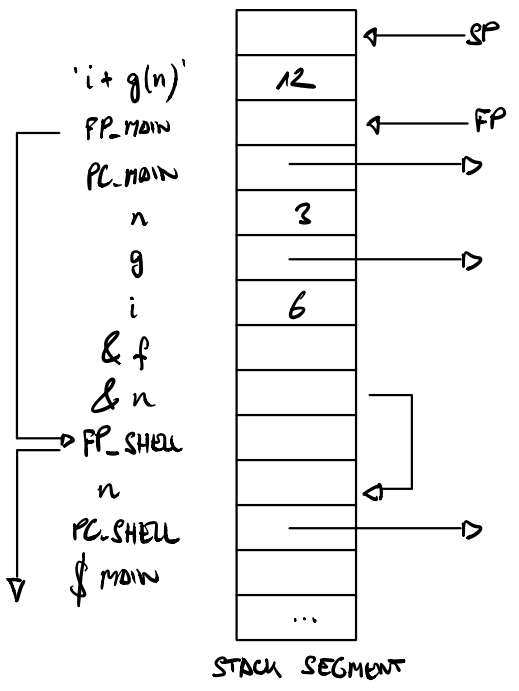 SP
'i + g(n)' 12
FP_MAIN FP
PC_MAIN
n 3
g
i 6
& f
& n
FP_SHELL
n
PC_SHELL
$ MAIN
...
STACK SEGMENT